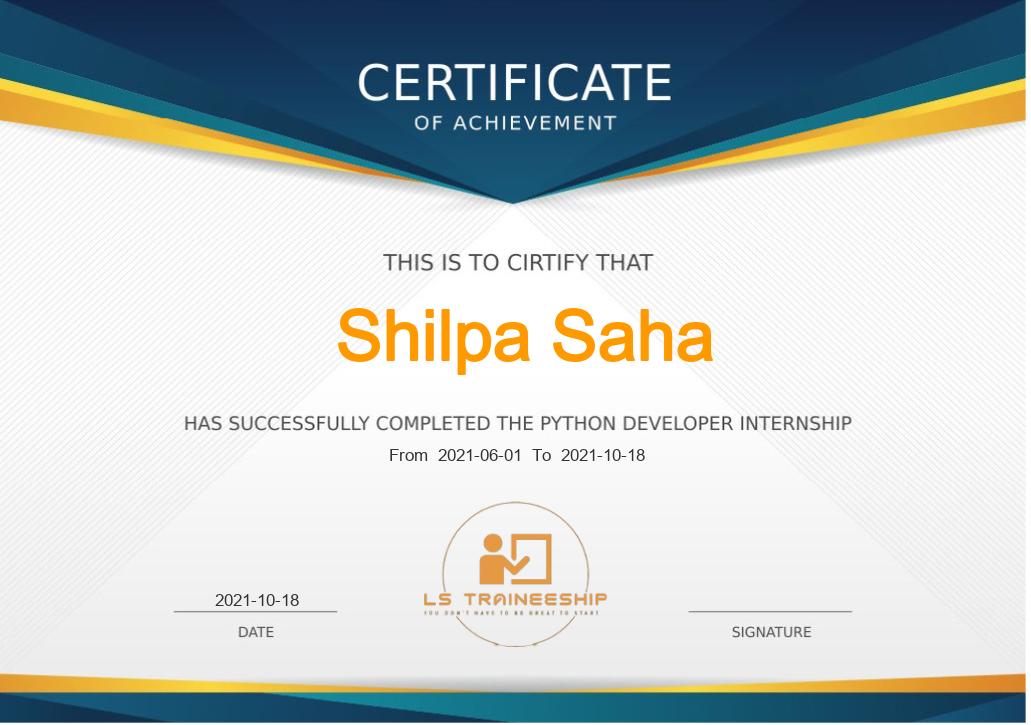 CERTIFICATE
OF ACHIEVEMENT
THIS IS TO CIRTIFY THAT
Shilpa Saha
HAS SUCCESSFULLY COMPLETED THE PYTHON DEVELOPER INTERNSHIP
From 2021-06-01 To 2021-10-18
LS TRAINEESHIP
YOU DON'T HAVE TO BE GREAT TO START
2021-10-18
DATE
SIGNATURE